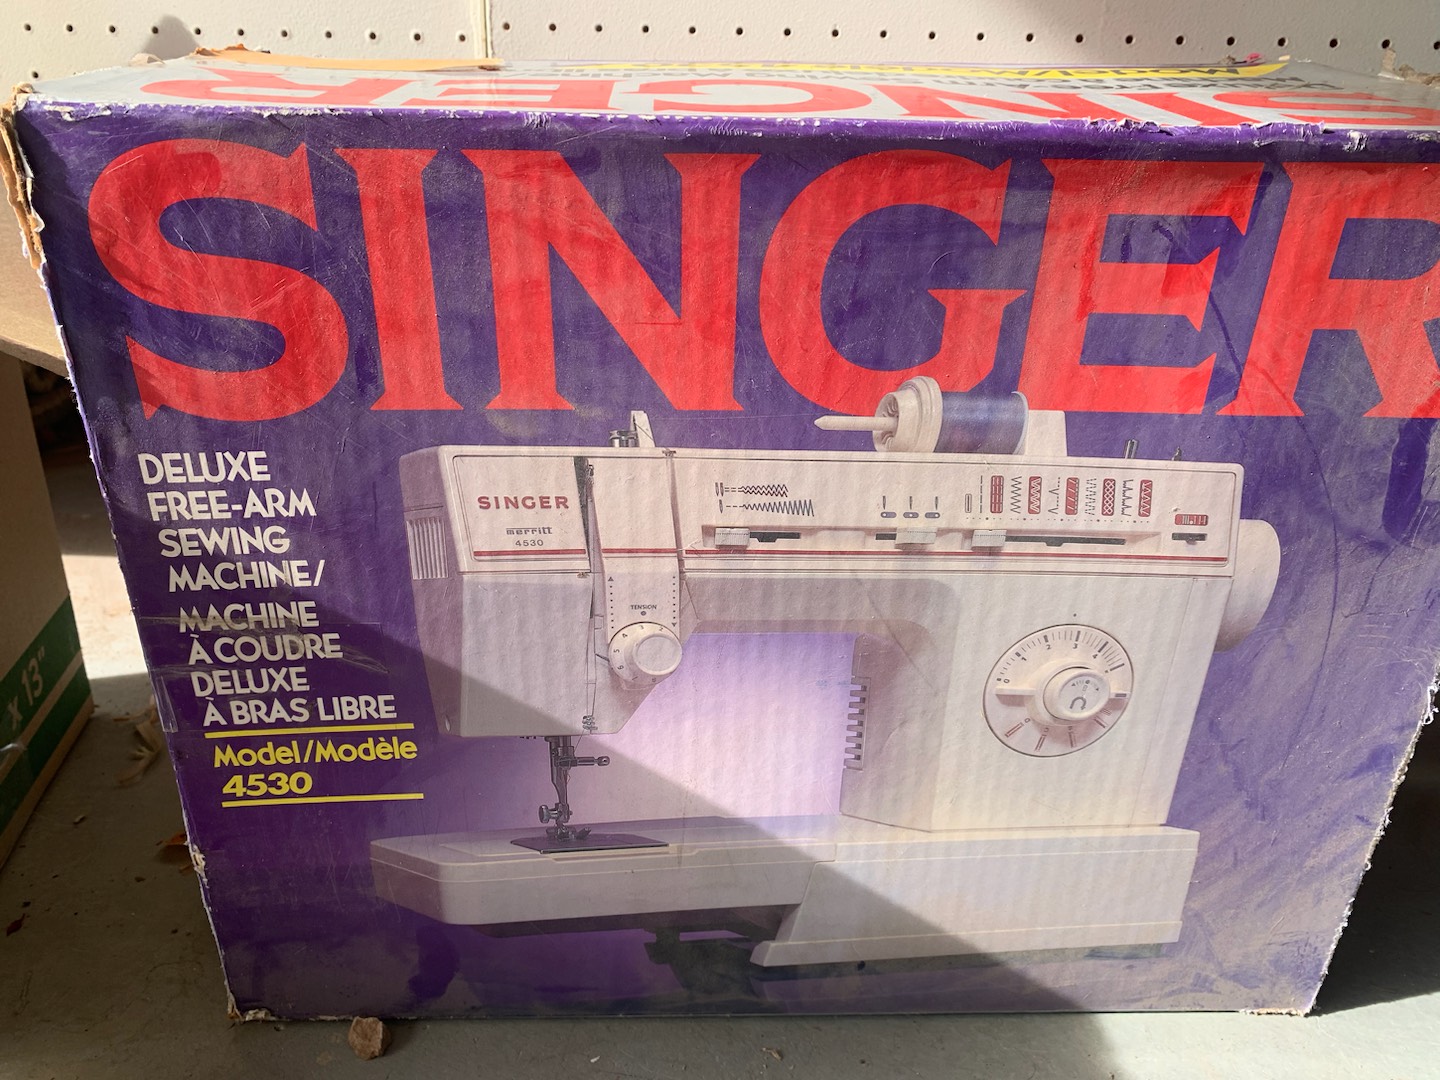 SINGER
SINGER
DELUXE
FREE-ARM
SEWING
MACHINE/
MACHINE
À COUDRE
DELUXE
À BRAS LIBRE
Model/Modèle
4530
SINGER
merritt
4530
TENSION
x 13"